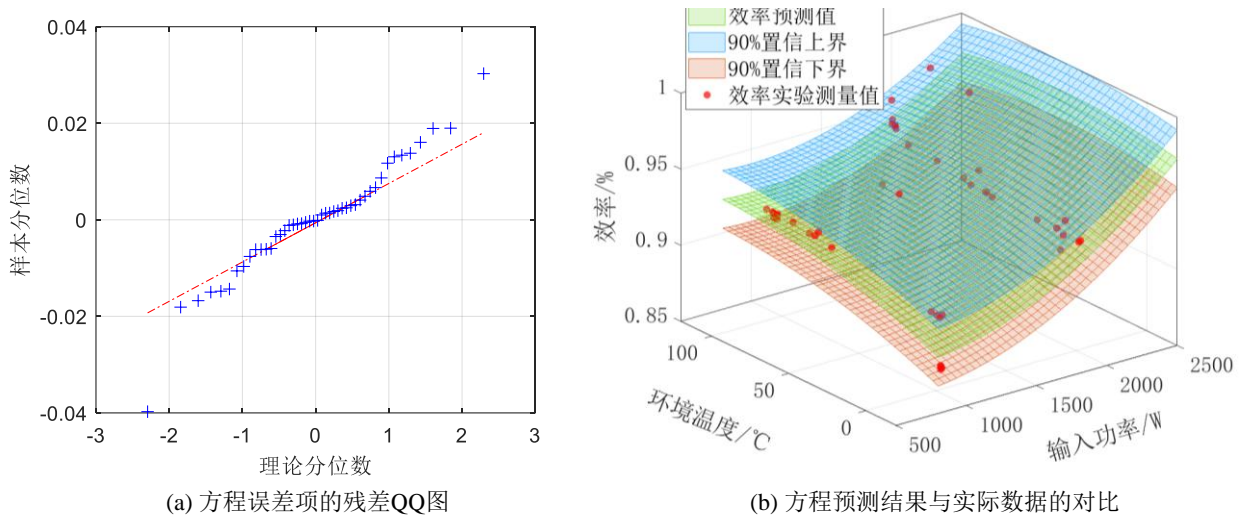 0.04
0.02
0
-0.02
-0.04
样本分位数
-3
-2
-1
0
1
2
3
理论分位数
(a) 方程误差项的残差QQ图
效率预测值
90%置信上界
90%置信下界
效率实验测量值
1
0.95
0.9
0.85
效率/%
100
50
0
环境温度/℃
500
1000
1500
2000
2500
输入功率/W
(b) 方程预测结果与实际数据的对比